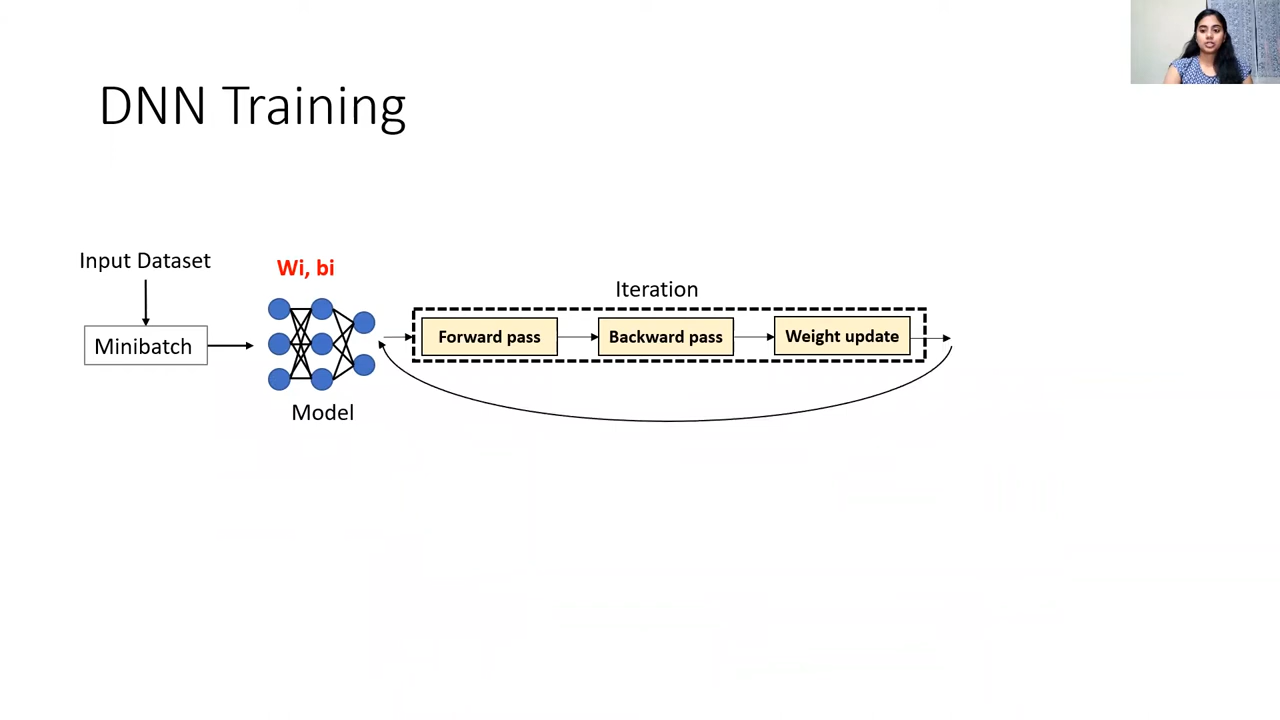 DNN Training
Input Dataset
Minibatch
Wi, bi
Model
Iteration
Forward pass
Backward pass
Weight update